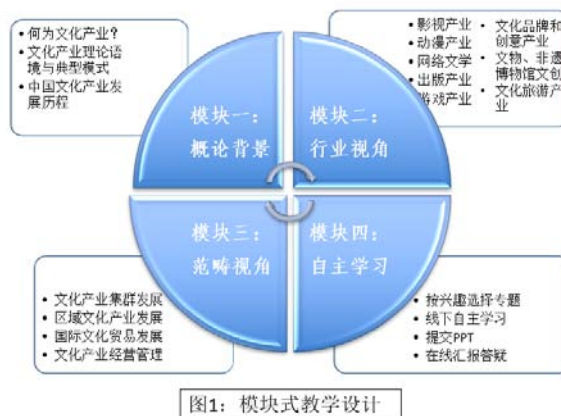 何为文化产业？
文化产业理论语
境与典型模式
中国文化产业发
展历程
影视产业
动漫产业
网络文学
出版产业
游戏产业
文化品牌和
创意产业
文物、非遗
博物馆文创
文化旅游产
业
模块一：
概论背景
模块二：
行业视角
模块三：
范畴视角
模块四：
自主学习
文化产业集群发展
区域文化产业发展
国际文化贸易发展
文化产业经营管理
按兴趣选择专题
线下自主学习
提交PPT
在线汇报答疑
图1：模块式教学设计